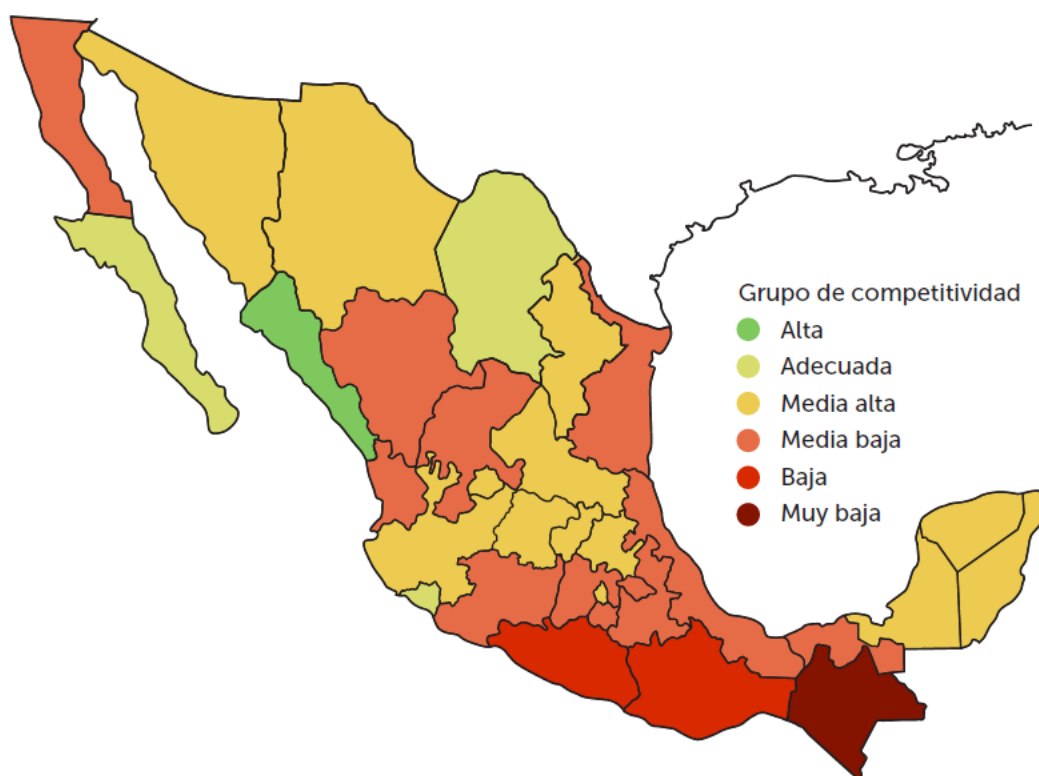 Grupo de competitividad
Alta
Adecuada
Media alta
Media baja
Baja
Muy baja